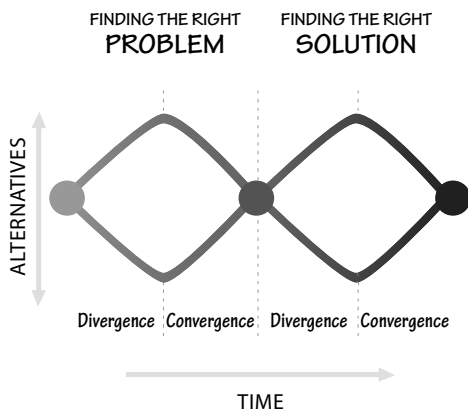 FINDING THE RIGHT
PROBLEM
FINDING THE RIGHT
SOLUTION
ALTERNATIVES
Divergence
Convergence
Divergence
Convergence
TIME